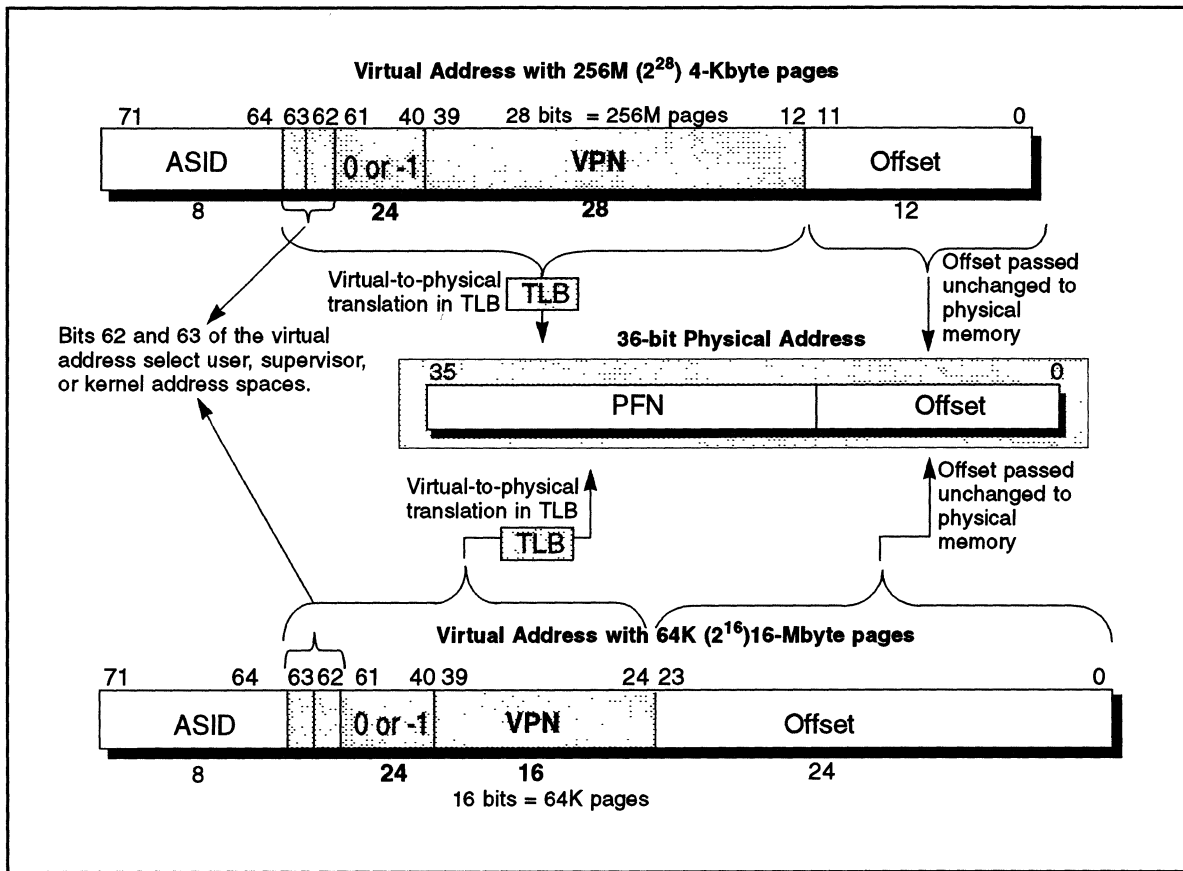 Virtual Address with 256M (2^28) 4-Kbyte pages
71 64 63 62 61 40 39 28 bits = 256M pages 12 11 0
ASID 0 or -1 VPN Offset
8 24 28 12
Virtual-to-physical
translation in TLB
TLB
Offset passed
unchanged to
physical
memory
Bits 62 and 63 of the virtual
address select user, supervisor,
or kernel address spaces.
36-bit Physical Address
35 0
PFN Offset
Virtual-to-physical
translation in TLB
TLB
Offset passed
unchanged to
physical
memory
Virtual Address with 64K (2^16)16-Mbyte pages
71 64 63 62 61 40 39 24 23 0
ASID 0 or -1 VPN Offset
8 24 16 24
16 bits = 64K pages